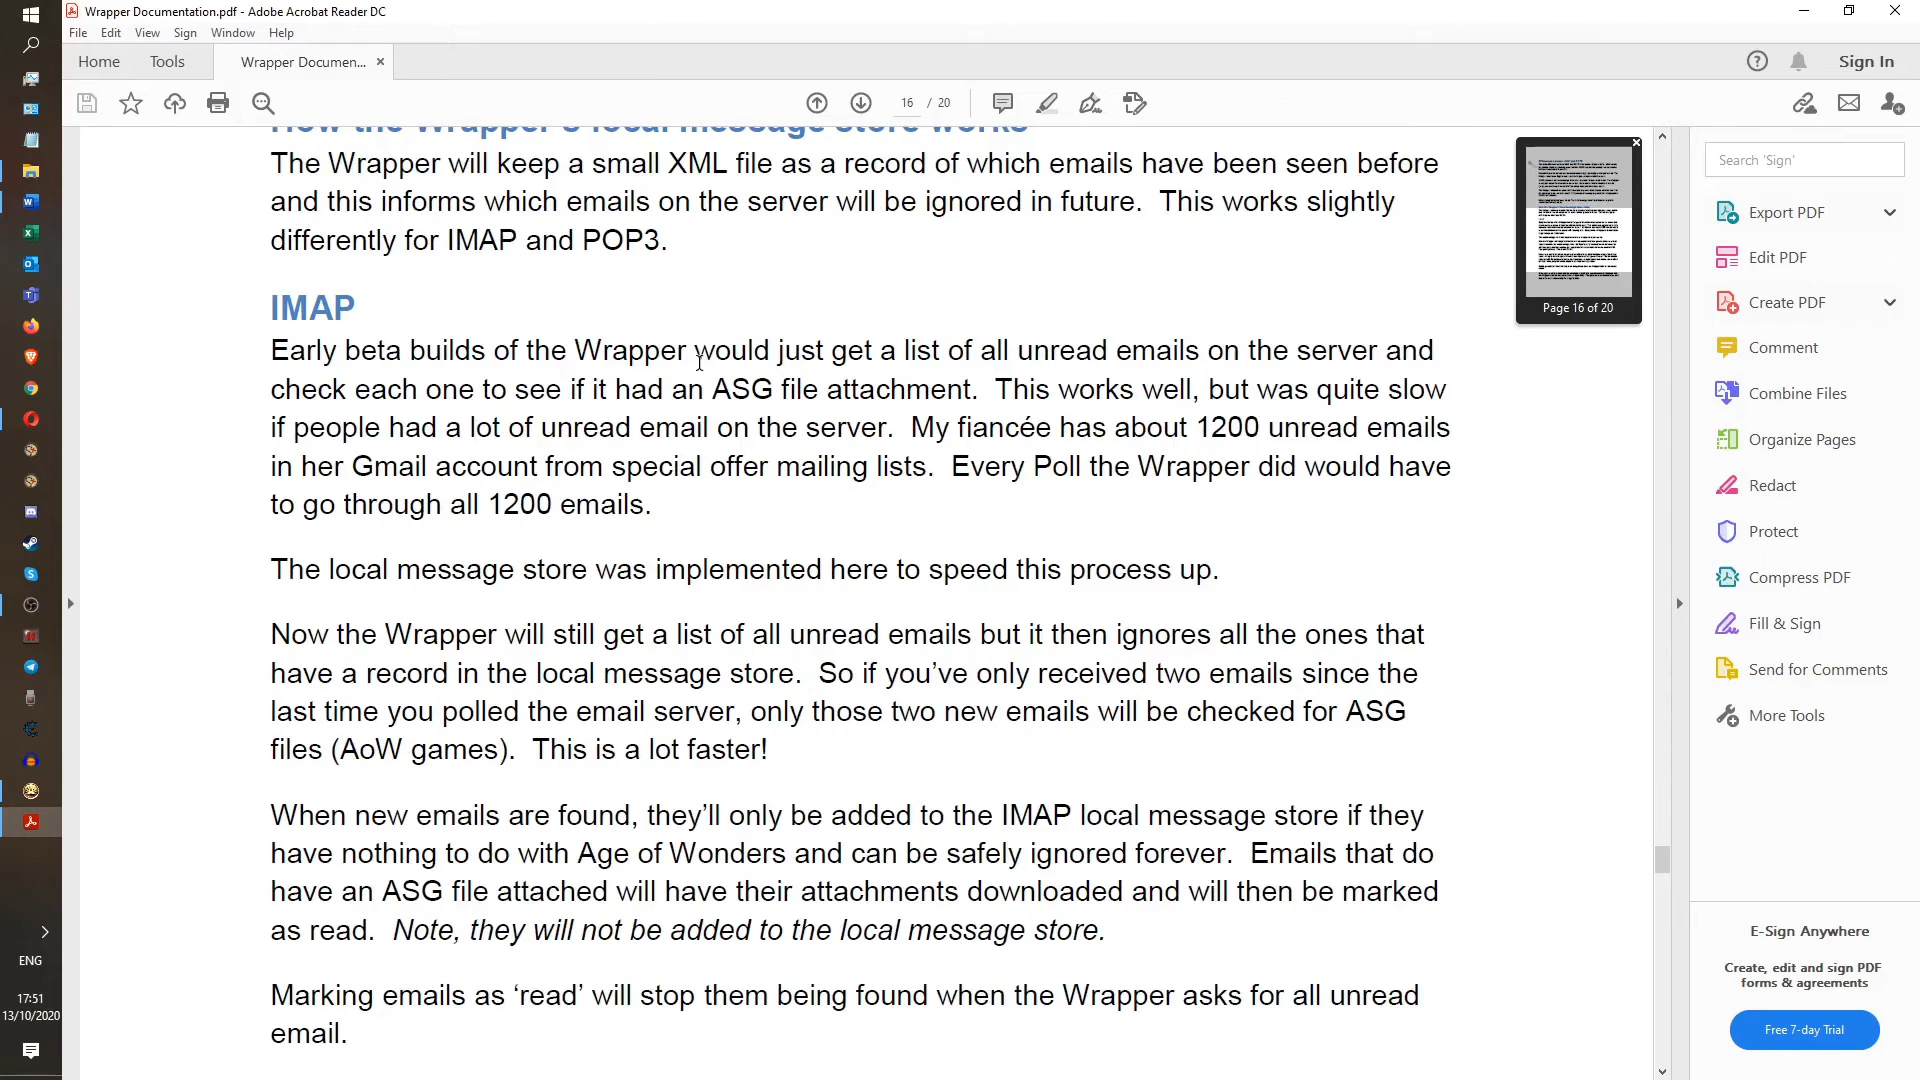 Wrapper Documentation.pdf - Adobe Acrobat Reader DC
File Edit View Sign Window Help
Home Tools Wrapper Documen... ×
Sign In
16 / 20
How the Wrapper's local message store works
The Wrapper will keep a small XML file as a record of which emails have been seen before
and this informs which emails on the server will be ignored in future.  This works slightly
differently for IMAP and POP3.
IMAP
Early beta builds of the Wrapper would just get a list of all unread emails on the server and
check each one to see if it had an ASG file attachment.  This works well, but was quite slow
if people had a lot of unread email on the server.  My fiancée has about 1200 unread emails
in her Gmail account from special offer mailing lists.  Every Poll the Wrapper did would have
to go through all 1200 emails.
The local message store was implemented here to speed this process up.
Now the Wrapper will still get a list of all unread emails but it then ignores all the ones that
have a record in the local message store.  So if you’ve only received two emails since the
last time you polled the email server, only those two new emails will be checked for ASG
files (AoW games).  This is a lot faster!
When new emails are found, they’ll only be added to the IMAP local message store if they
have nothing to do with Age of Wonders and can be safely ignored forever.  Emails that do
have an ASG file attached will have their attachments downloaded and will then be marked
as read.  Note, they will not be added to the local message store.
Marking emails as ‘read’ will stop them being found when the Wrapper asks for all unread
email.
Page 16 of 20
Search 'Sign'
Export PDF
Edit PDF
Create PDF
Comment
Combine Files
Organize Pages
Redact
Protect
Compress PDF
Fill & Sign
Send for Comments
More Tools
E-Sign Anywhere
Create, edit and sign PDF
forms & agreements
Free 7-day Trial
ENG
17:51
13/10/2020